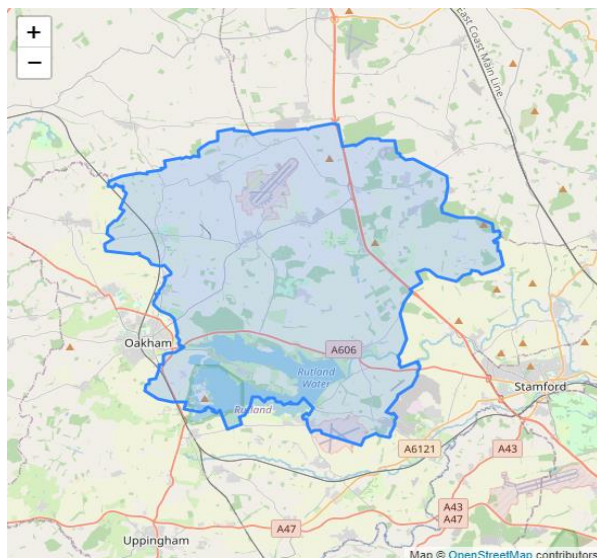 +
−
East Coast Main Line
Oakham
A606
Rutland
Water
Rutland
Stamford
A6121
A43
A47
A43
A47
Uppingham
Map © OpenStreetMap contributors